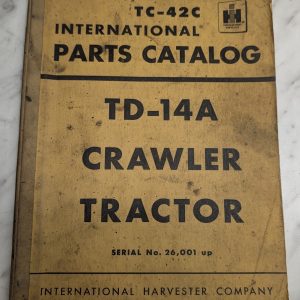 TC-42C
INTERNATIONAL
PARTS CATALOG
TD-14A
CRAWLER
TRACTOR
SERIAL No. 26,001 up
INTERNATIONAL HARVESTER COMPANY